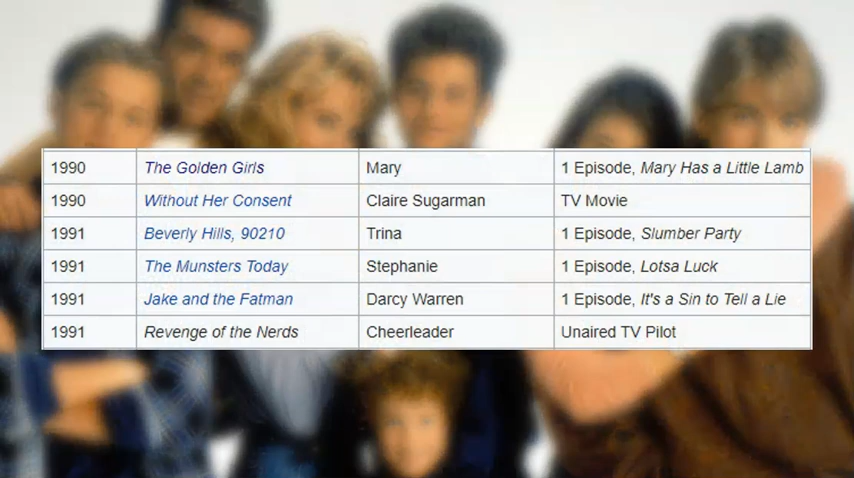 1990 The Golden Girls Mary 1 Episode, Mary Has a Little Lamb
1990 Without Her Consent Claire Sugarman TV Movie
1991 Beverly Hills, 90210 Trina 1 Episode, Slumber Party
1991 The Munsters Today Stephanie 1 Episode, Lotsa Luck
1991 Jake and the Fatman Darcy Warren 1 Episode, It's a Sin to Tell a Lie
1991 Revenge of the Nerds Cheerleader Unaired TV Pilot